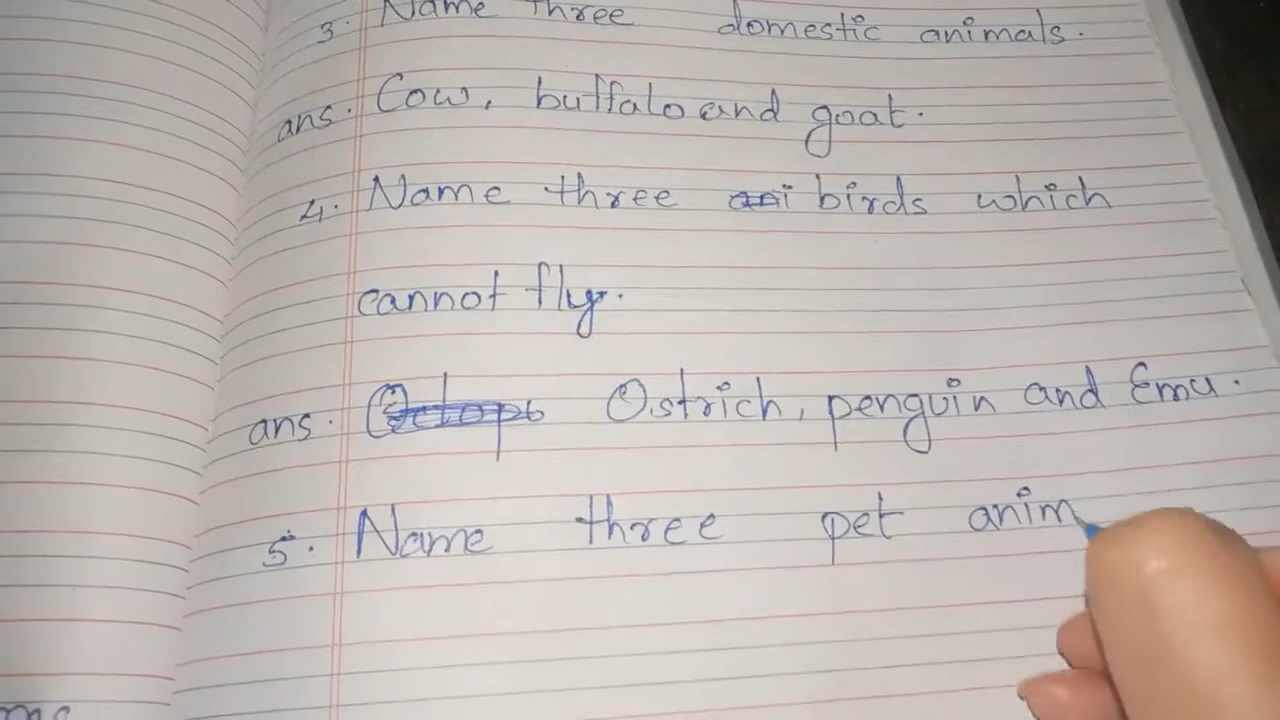 3. Name three domestic animals.
ans. Cow, buffalo and goat.
4. Name three birds which
cannot fly.
ans. Ostrich, penguin and Emu.
5. Name three pet anim